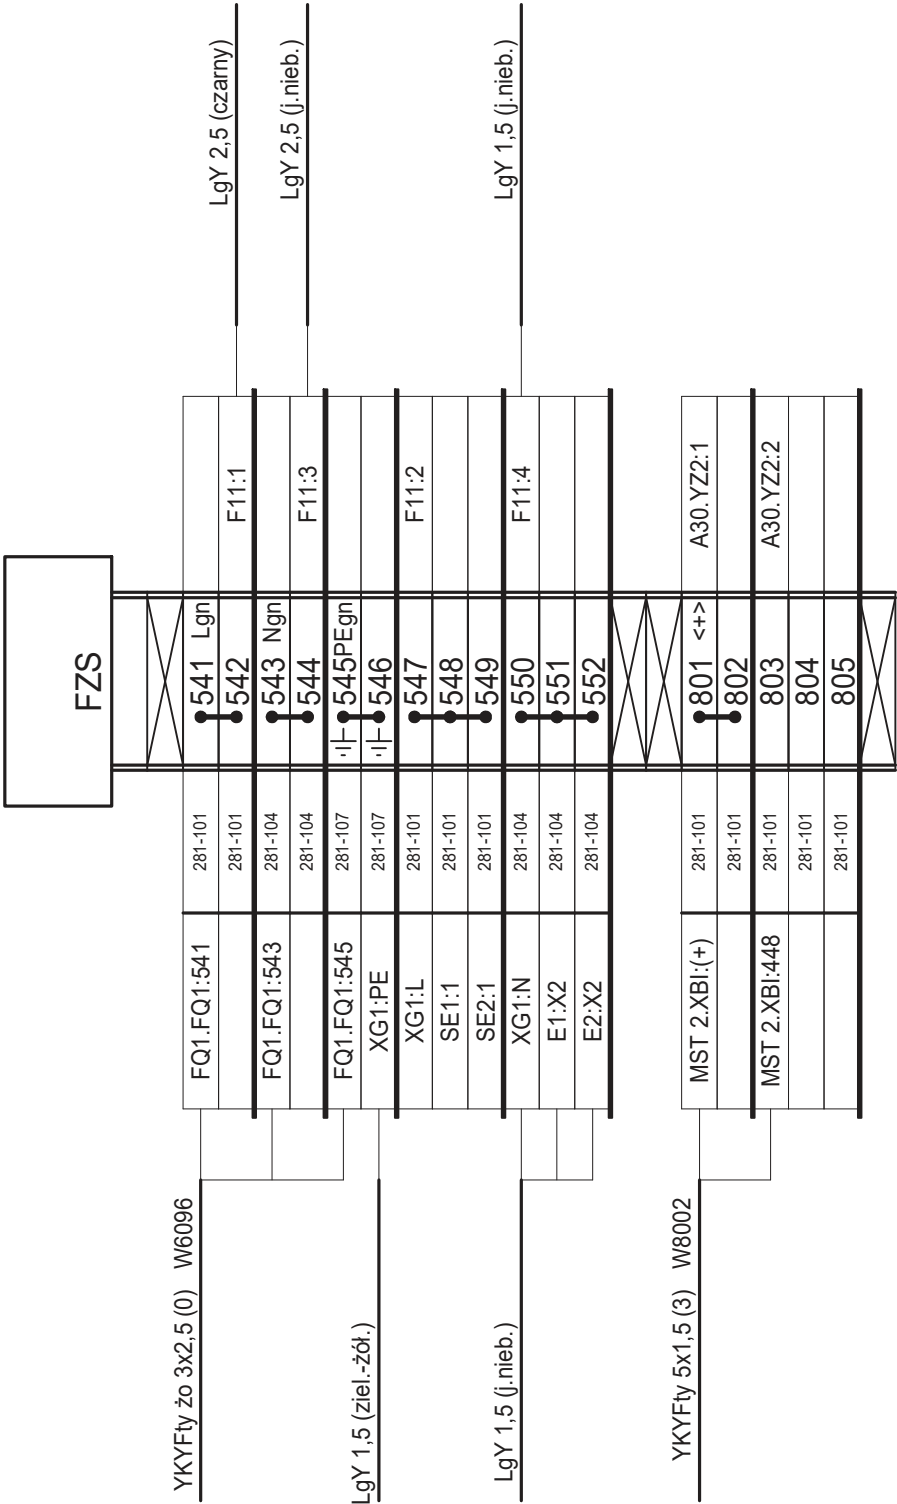 FZS
LgY 2,5 (czarny)
LgY 2,5 (j.nieb.)
LgY 1,5 (j.nieb.)
YKYFty żo 3x2,5 (0) W6096
LgY 1,5 (ziel.-żół.)
LgY 1,5 (j.nieb.)
YKYFty 5x1,5 (3) W8002
FQ1.FQ1:541 281-101 541 Lgn
281-101 542 F11:1
FQ1.FQ1:543 281-104 543 Ngn
281-104 544 F11:3
FQ1.FQ1:545 281-107 545 PEgn
XG1:PE 281-107 546
XG1:L 281-101 547 F11:2
SE1:1 281-101 548
SE2:1 281-101 549
XG1:N 281-104 550 F11:4
E1:X2 281-104 551
E2:X2 281-104 552
MST 2.XBI:(+) 281-101 801 <+> A30.YZ2:1
281-101 802
MST 2.XBI:448 281-101 803 A30.YZ2:2
281-101 804
281-101 805